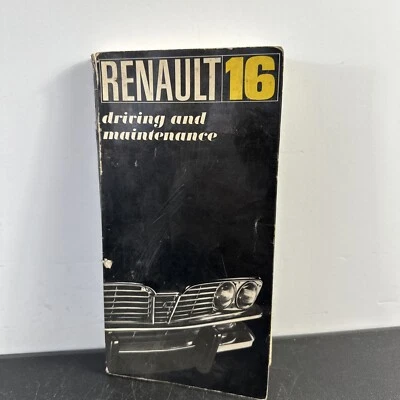 RENAULT 16
driving and
maintenance